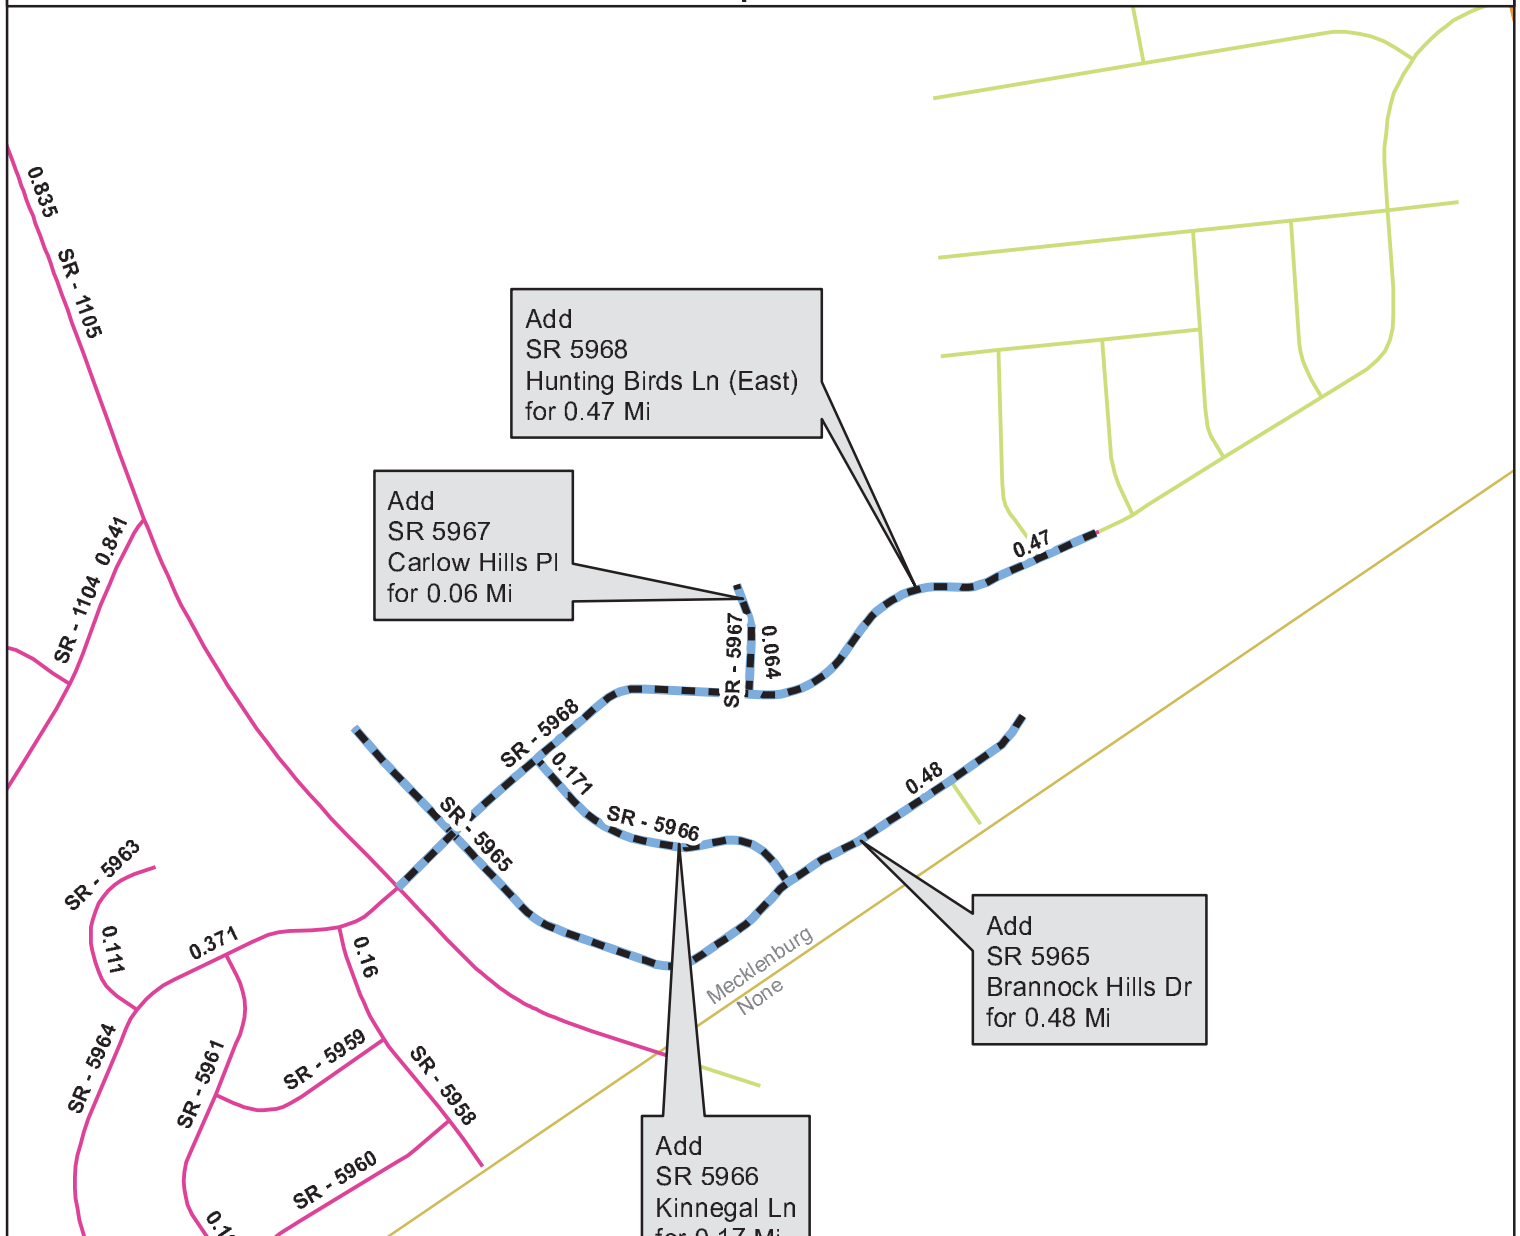 0.835
SR - 1105
Add
SR 5968
Hunting Birds Ln (East)
for 0.47 Mi
Add
SR 5967
Carlow Hills Pl
for 0.06 Mi
0.841
SR - 1104
0.47
SR - 5967
0.064
SR - 5968
0.171
SR - 5966
SR - 5965
0.48
SR - 5963
0.111
0.371
0.16
Add
SR 5965
Brannock Hills Dr
for 0.48 Mi
Mecklenburg
None
SR - 5964
SR - 5961
SR - 5959
SR - 5958
SR - 5960
Add
SR 5966
Kinnegal Ln
for 0.17 Mi